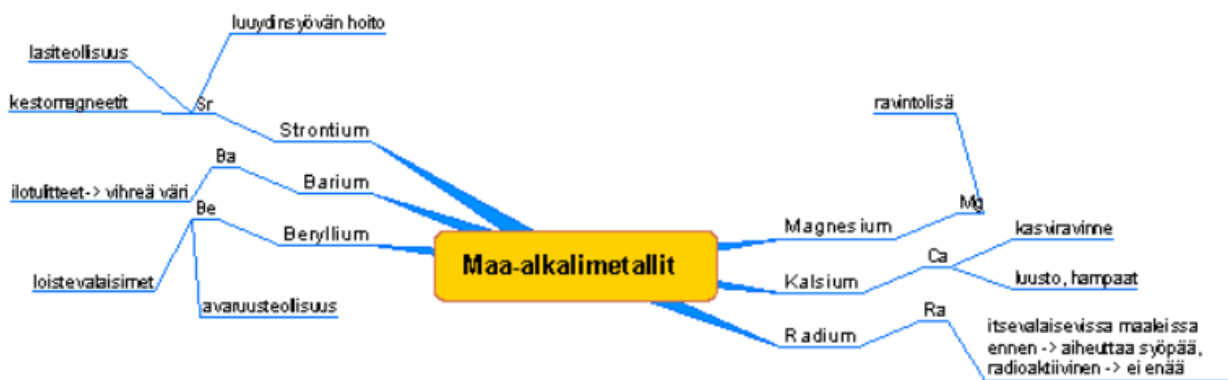 luuydinsyövän hoito
lasiteollisuus
kestomagneetit
Sr
Strontium
Ba
Barium
ilotulitteet-> vihreä väri
Be
Beryllium
loistevalaisimet
avaruusteollisuus
Maa-alkalimetallit
ravintolisä
Mg
Magnesium
kasviravinne
Ca
Kalsium
luusto, hampaat
Ra
Radium
itsevalaisevissa maaleissa
ennen -> aiheuttaa syöpää,
radioaktiivinen -> ei enää